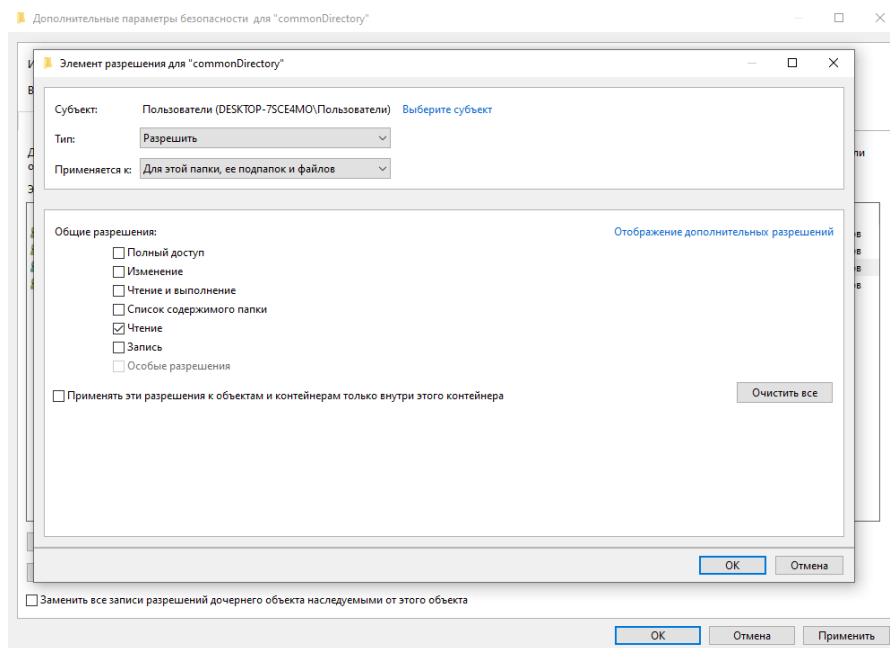 Дополнительные параметры безопасности для "commonDirectory"
Элемент разрешения для "commonDirectory"
Субъект: Пользователи (DESKTOP-7SCE4MO\Пользователи) Выберите субъект
Тип: Разрешить
Применяется к: Для этой папки, ее подпапок и файлов
Общие разрешения: Отображение дополнительных разрешений
Полный доступ
Изменение
Чтение и выполнение
Список содержимого папки
Чтение
Запись
Особые разрешения
Применять эти разрешения к объектам и контейнерам только внутри этого контейнера
Очистить все
OK Отмена
Заменить все записи разрешений дочернего объекта наследуемыми от этого объекта
OK Отмена Применить